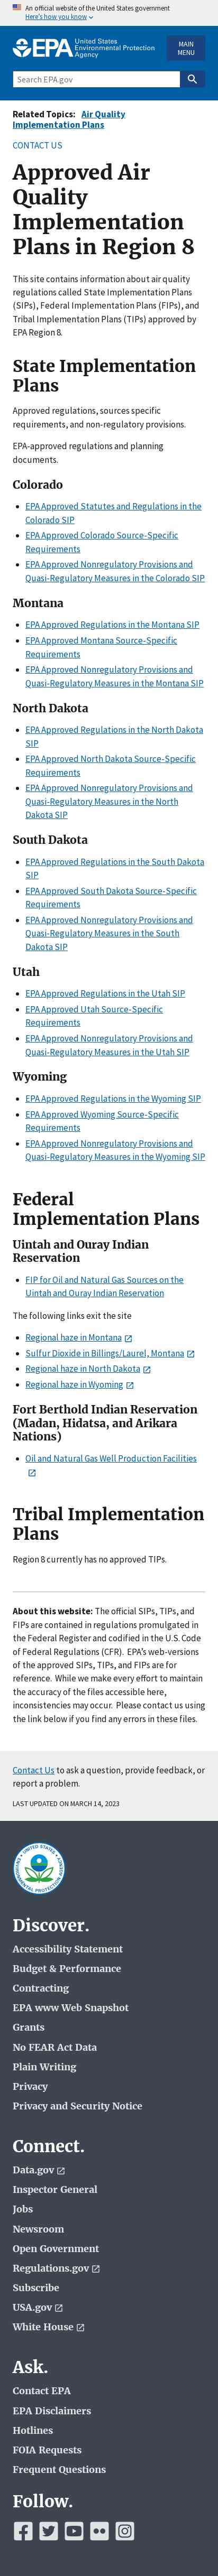 An official website of the United States government
Here's how you know
EPA United States Environmental Protection Agency
MAIN MENU
Search EPA.gov
Related Topics: Air Quality
Implementation Plans
CONTACT US
Approved Air
Quality
Implementation
Plans in Region 8
This site contains information about air quality
regulations called State Implementation Plans
(SIPs), Federal Implementation Plans (FIPs), and
Tribal Implementation Plans (TIPs) approved by
EPA Region 8.
State Implementation
Plans
Approved regulations, sources specific
requirements, and non-regulatory provisions.
EPA-approved regulations and planning
documents.
Colorado
EPA Approved Statutes and Regulations in the
Colorado SIP
EPA Approved Colorado Source-Specific
Requirements
EPA Approved Nonregulatory Provisions and
Quasi-Regulatory Measures in the Colorado SIP
Montana
EPA Approved Regulations in the Montana SIP
EPA Approved Montana Source-Specific
Requirements
EPA Approved Nonregulatory Provisions and
Quasi-Regulatory Measures in the Montana SIP
North Dakota
EPA Approved Regulations in the North Dakota
SIP
EPA Approved North Dakota Source-Specific
Requirements
EPA Approved Nonregulatory Provisions and
Quasi-Regulatory Measures in the North
Dakota SIP
South Dakota
EPA Approved Regulations in the South Dakota
SIP
EPA Approved South Dakota Source-Specific
Requirements
EPA Approved Nonregulatory Provisions and
Quasi-Regulatory Measures in the South
Dakota SIP
Utah
EPA Approved Regulations in the Utah SIP
EPA Approved Utah Source-Specific
Requirements
EPA Approved Nonregulatory Provisions and
Quasi-Regulatory Measures in the Utah SIP
Wyoming
EPA Approved Regulations in the Wyoming SIP
EPA Approved Wyoming Source-Specific
Requirements
EPA Approved Nonregulatory Provisions and
Quasi-Regulatory Measures in the Wyoming SIP
Federal
Implementation Plans
Uintah and Ouray Indian
Reservation
FIP for Oil and Natural Gas Sources on the
Uintah and Ouray Indian Reservation
The following links exit the site
Regional haze in Montana
Sulfur Dioxide in Billings/Laurel, Montana
Regional haze in North Dakota
Regional haze in Wyoming
Fort Berthold Indian Reservation
(Madan, Hidatsa, and Arikara
Nations)
Oil and Natural Gas Well Production Facilities
Tribal Implementation
Plans
Region 8 currently has no approved TIPs.
About this website: The official SIPs, TIPs, and
FIPs are contained in regulations promulgated in
the Federal Register and codified in the U.S. Code
of Federal Regulations (CFR). EPA's web-versions
of the approved SIPs, TIPs, and FIPs are for
reference. While we make every effort to maintain
the accuracy of files accessible here,
inconsistencies may occur. Please contact us using
the link below if you find any errors in these files.
Contact Us to ask a question, provide feedback, or
report a problem.
LAST UPDATED ON MARCH 14, 2023
Discover.
Accessibility Statement
Budget & Performance
Contracting
EPA www Web Snapshot
Grants
No FEAR Act Data
Plain Writing
Privacy
Privacy and Security Notice
Connect.
Data.gov
Inspector General
Jobs
Newsroom
Open Government
Regulations.gov
Subscribe
USA.gov
White House
Ask.
Contact EPA
EPA Disclaimers
Hotlines
FOIA Requests
Frequent Questions
Follow.